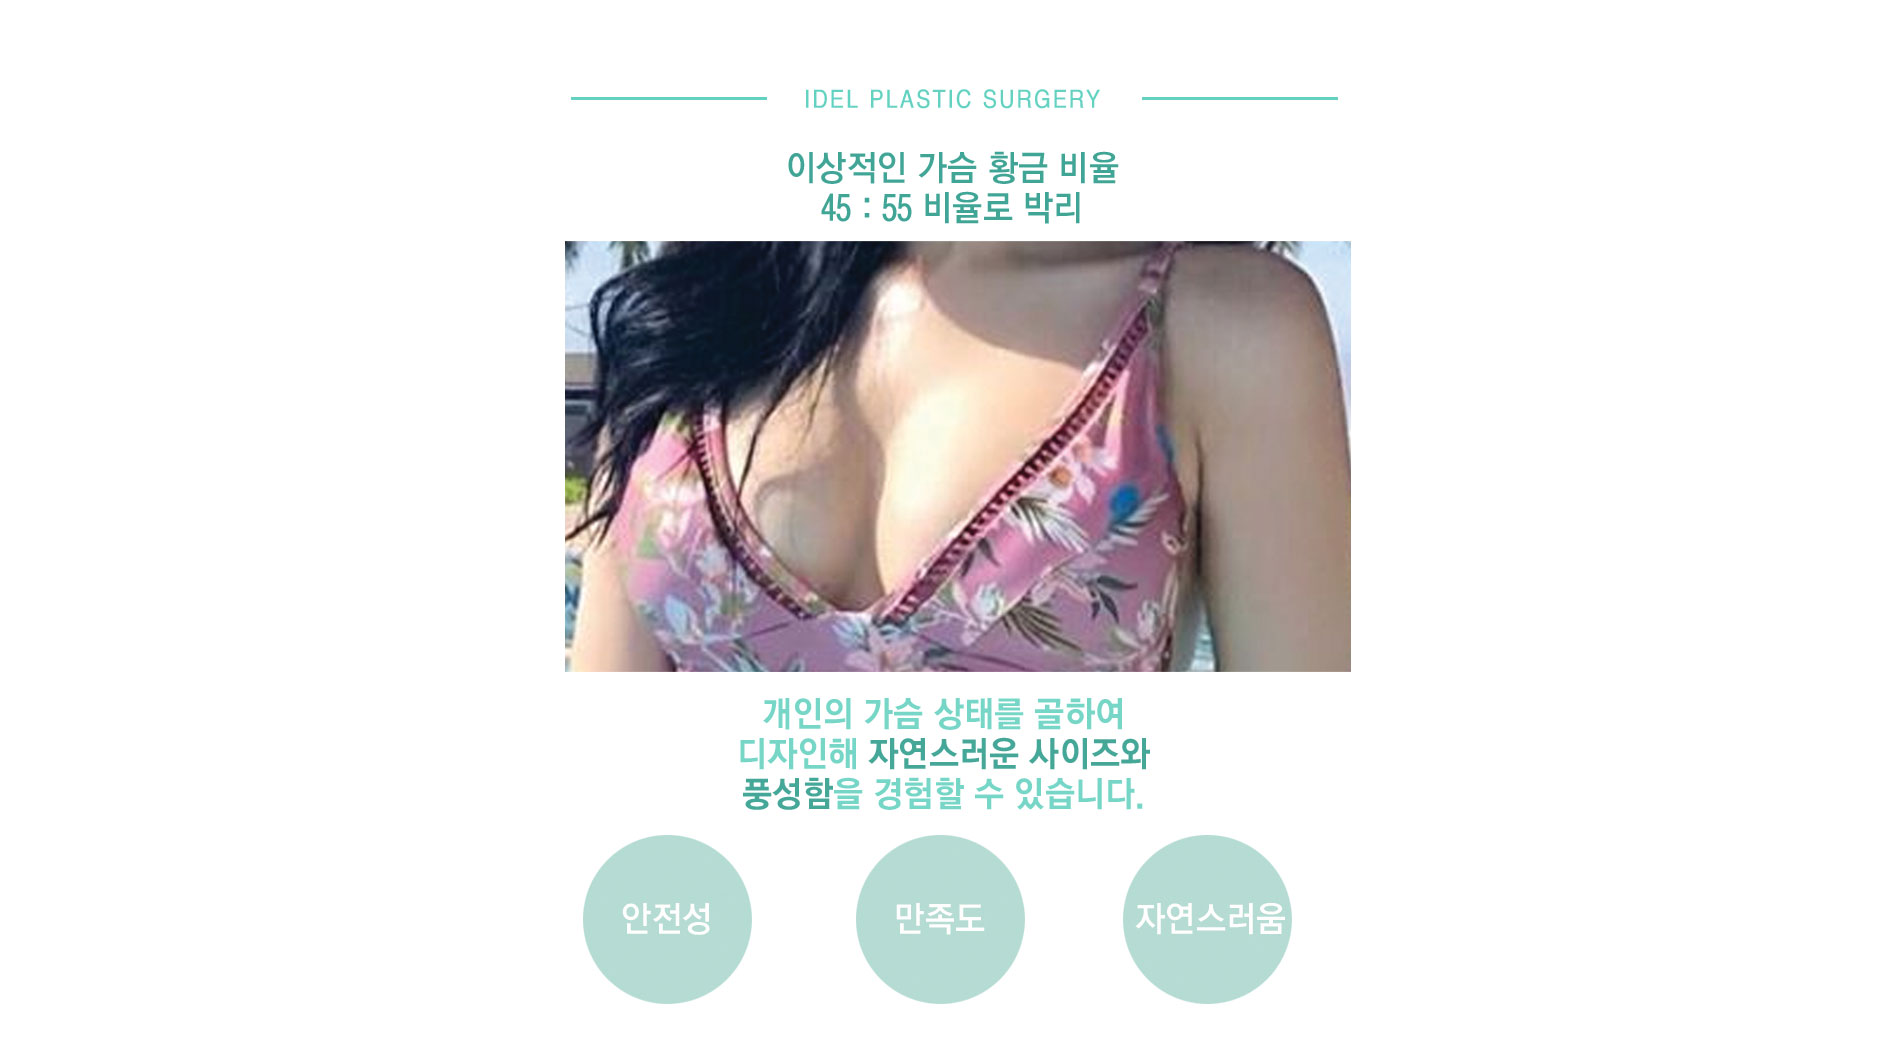 IDEL PLASTIC SURGERY
이상적인 가슴 황금 비율
45 : 55 비율로 박리
개인의 가슴 상태를 골하여
디자인해 자연스러운 사이즈와
풍성함을 경험할 수 있습니다.
안전성
만족도
자연스러움